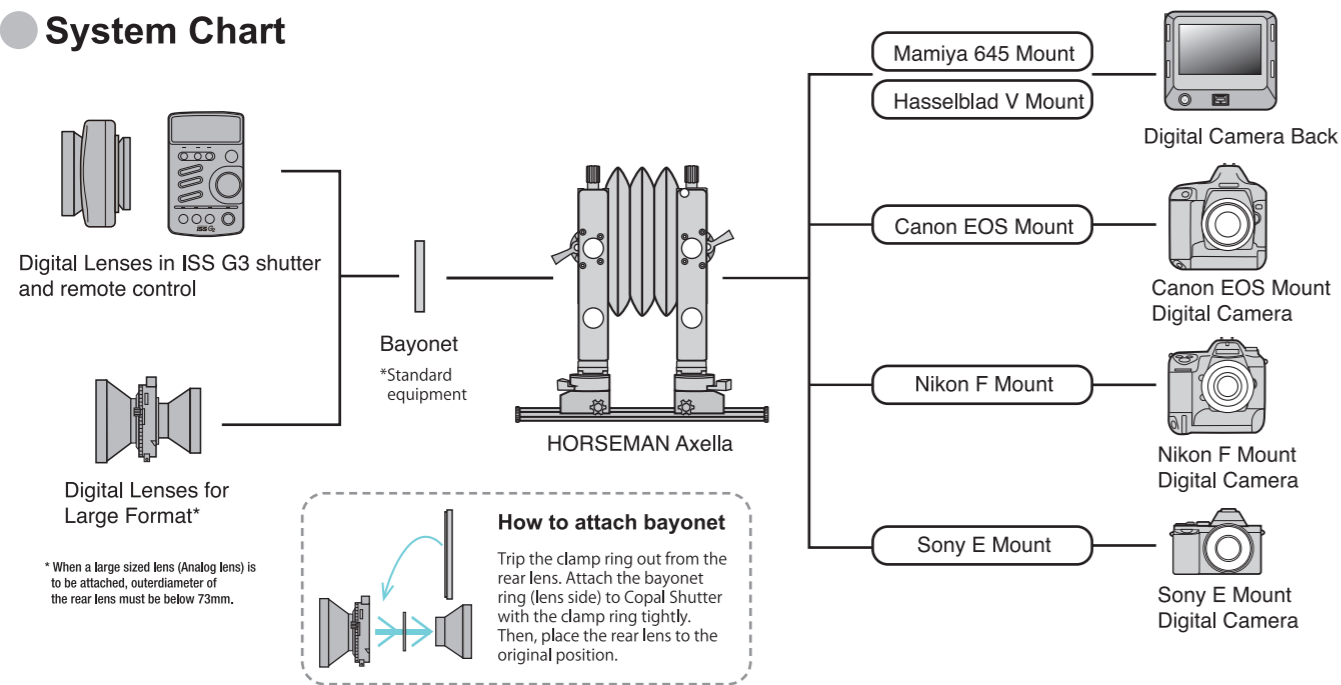 System Chart
Digital Lenses in ISS G3 shutter
and remote control
ISS G2
Digital Lenses for
Large Format*
* When a large sized lens (Analog lens) is
to be attached, outerdiameter of
the rear lens must be below 73mm.
Bayonet
*Standard
equipment
HORSEMAN Axella
How to attach bayonet
Trip the clamp ring out from the
rear lens. Attach the bayonet
ring (lens side) to Copal Shutter
with the clamp ring tightly.
Then, place the rear lens to the
original position.
Mamiya 645 Mount
Hasselblad V Mount
Digital Camera Back
Canon EOS Mount
Canon EOS Mount
Digital Camera
Nikon F Mount
Nikon F Mount
Digital Camera
Sony E Mount
Sony E Mount
Digital Camera